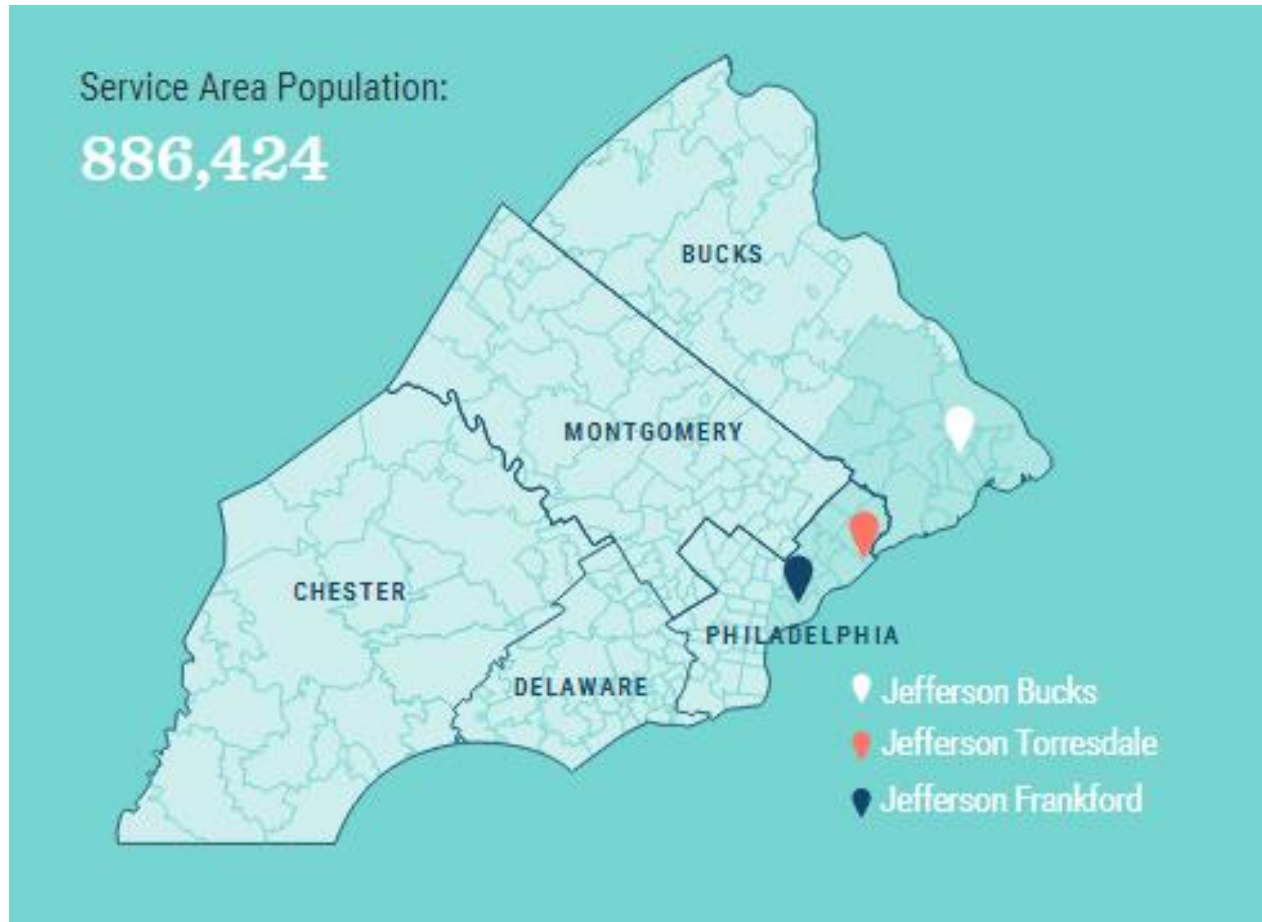 Service Area Population:
886,424
BUCKS
MONTGOMERY
CHESTER
PHILADELPHIA
DELAWARE
Jefferson Bucks
Jefferson Torresdale
Jefferson Frankford